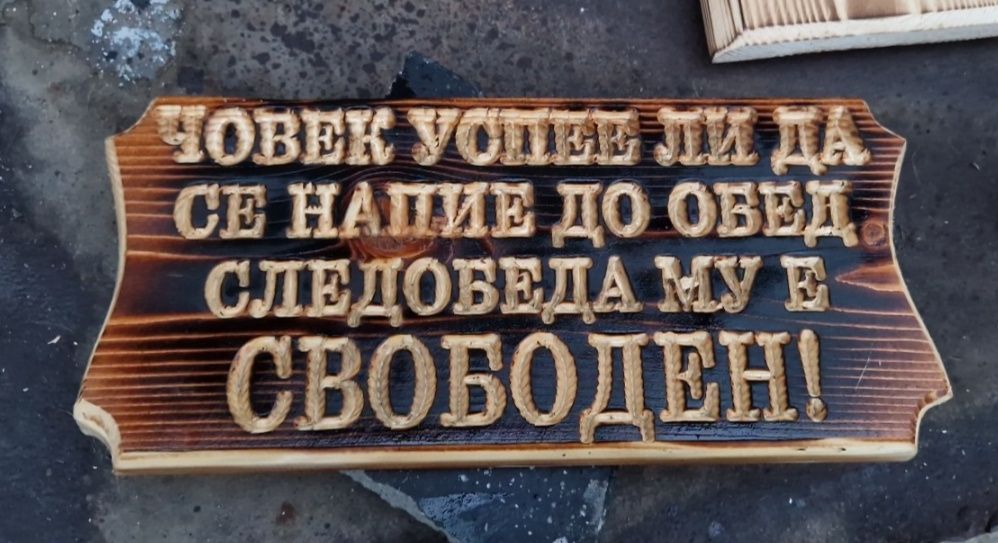 ЧОВЕК УСПЕЕ ЛИ ДА
СЕ НАПИЕ ДО ОБЕД
СЛЕДОБЕДА МУ Е
СВОБОДЕН!